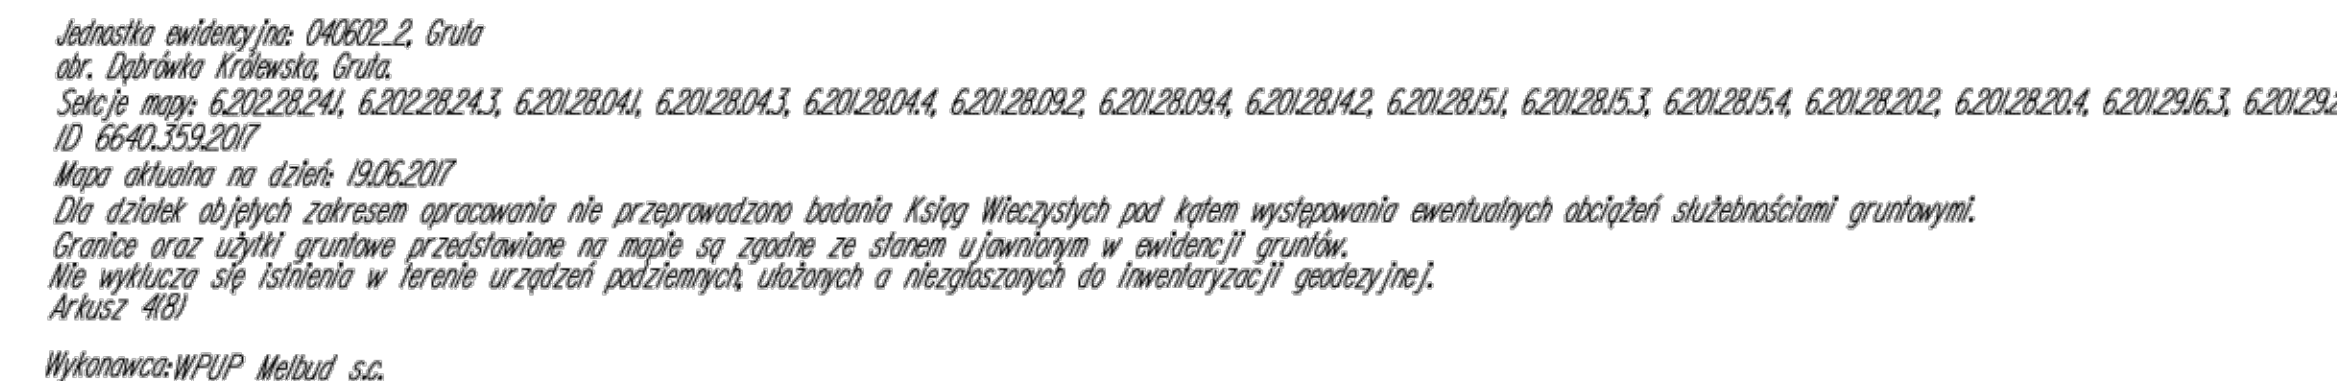 Jednostka ewidencyjna: 040602_2, Gruta
obr. Dąbrówka Królewska, Gruta.
Sekcje mapy: 6.202.28.24.1, 6.202.28.24.3, 6.201.28.04.1, 6.201.28.04.3, 6.201.28.04.4, 6.201.28.09.2, 6.201.28.09.4, 6.201.28.14.2, 6.201.28.15.1, 6.201.28.15.3, 6.201.28.15.4, 6.201.28.20.2, 6.201.28.20.4, 6.201.29.16.3,
ID 6640.359.2017
Mapa aktualna na dzień: 19.06.2017
Dla działek objętych zakresem opracowania nie przeprowadzono badania Ksiąg Wieczystych pod kątem występowania ewentualnych obciążeń służebnościami gruntowymi.
Granice oraz użytki gruntowe przedstawione na mapie są zgodne ze stanem ujawnionym w ewidencji gruntów.
Nie wyklucza się istnienia w terenie urządzeń podziemnych, ułożonych a niezgłoszonych do inwentaryzacji geodezyjnej.
Arkusz 4(8)
Wykonawca:WPUP Melbud s.c.